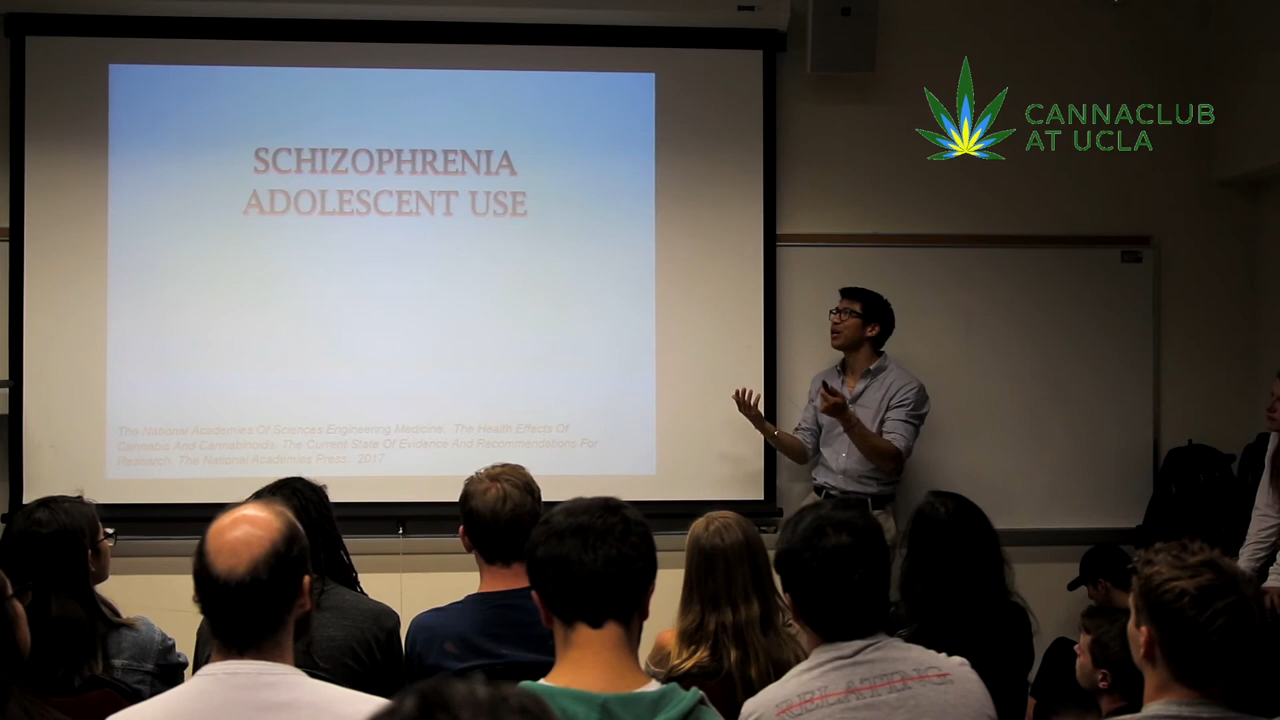 SCHIZOPHRENIA
ADOLESCENT USE
The National Academies Of Sciences Engineering Medicine. The Health Effects Of
Cannabis And Cannabinoids. The Current State Of Evidence And Recommendations For
Research. The National Academies Press. 2017
CANNACLUB
AT UCLA
RELATING